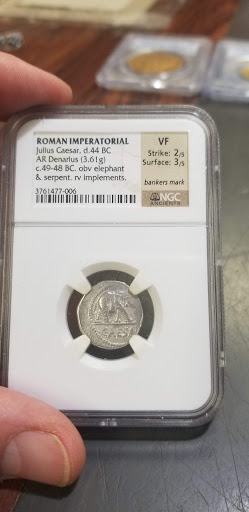 ROMAN IMPERATORIAL
Julius Caesar, d.44 BC
AR Denarius (3.61g)
c.49-48 BC. obv elephant
& serpent. rv implements.
3761477-006
VF
Strike: 2/5
Surface: 3/5
bankers mark
NGC
ANCIENTS